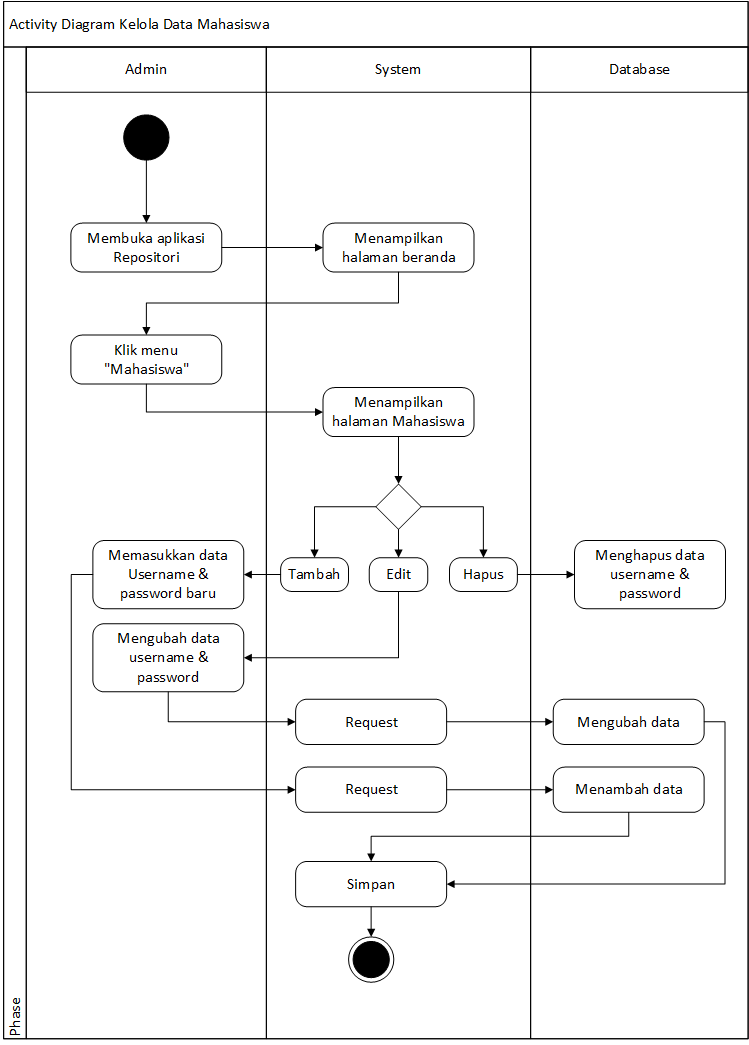 Activity Diagram Kelola Data Mahasiswa
Admin
System
Database
Membuka aplikasi
Repositori
Menampilkan
halaman beranda
Klik menu
"Mahasiswa"
Menampilkan
halaman Mahasiswa
Memasukkan data
Username &
password baru
Tambah
Edit
Hapus
Menghapus data
username &
password
Mengubah data
username &
password
Request
Mengubah data
Request
Menambah data
Simpan
Phase